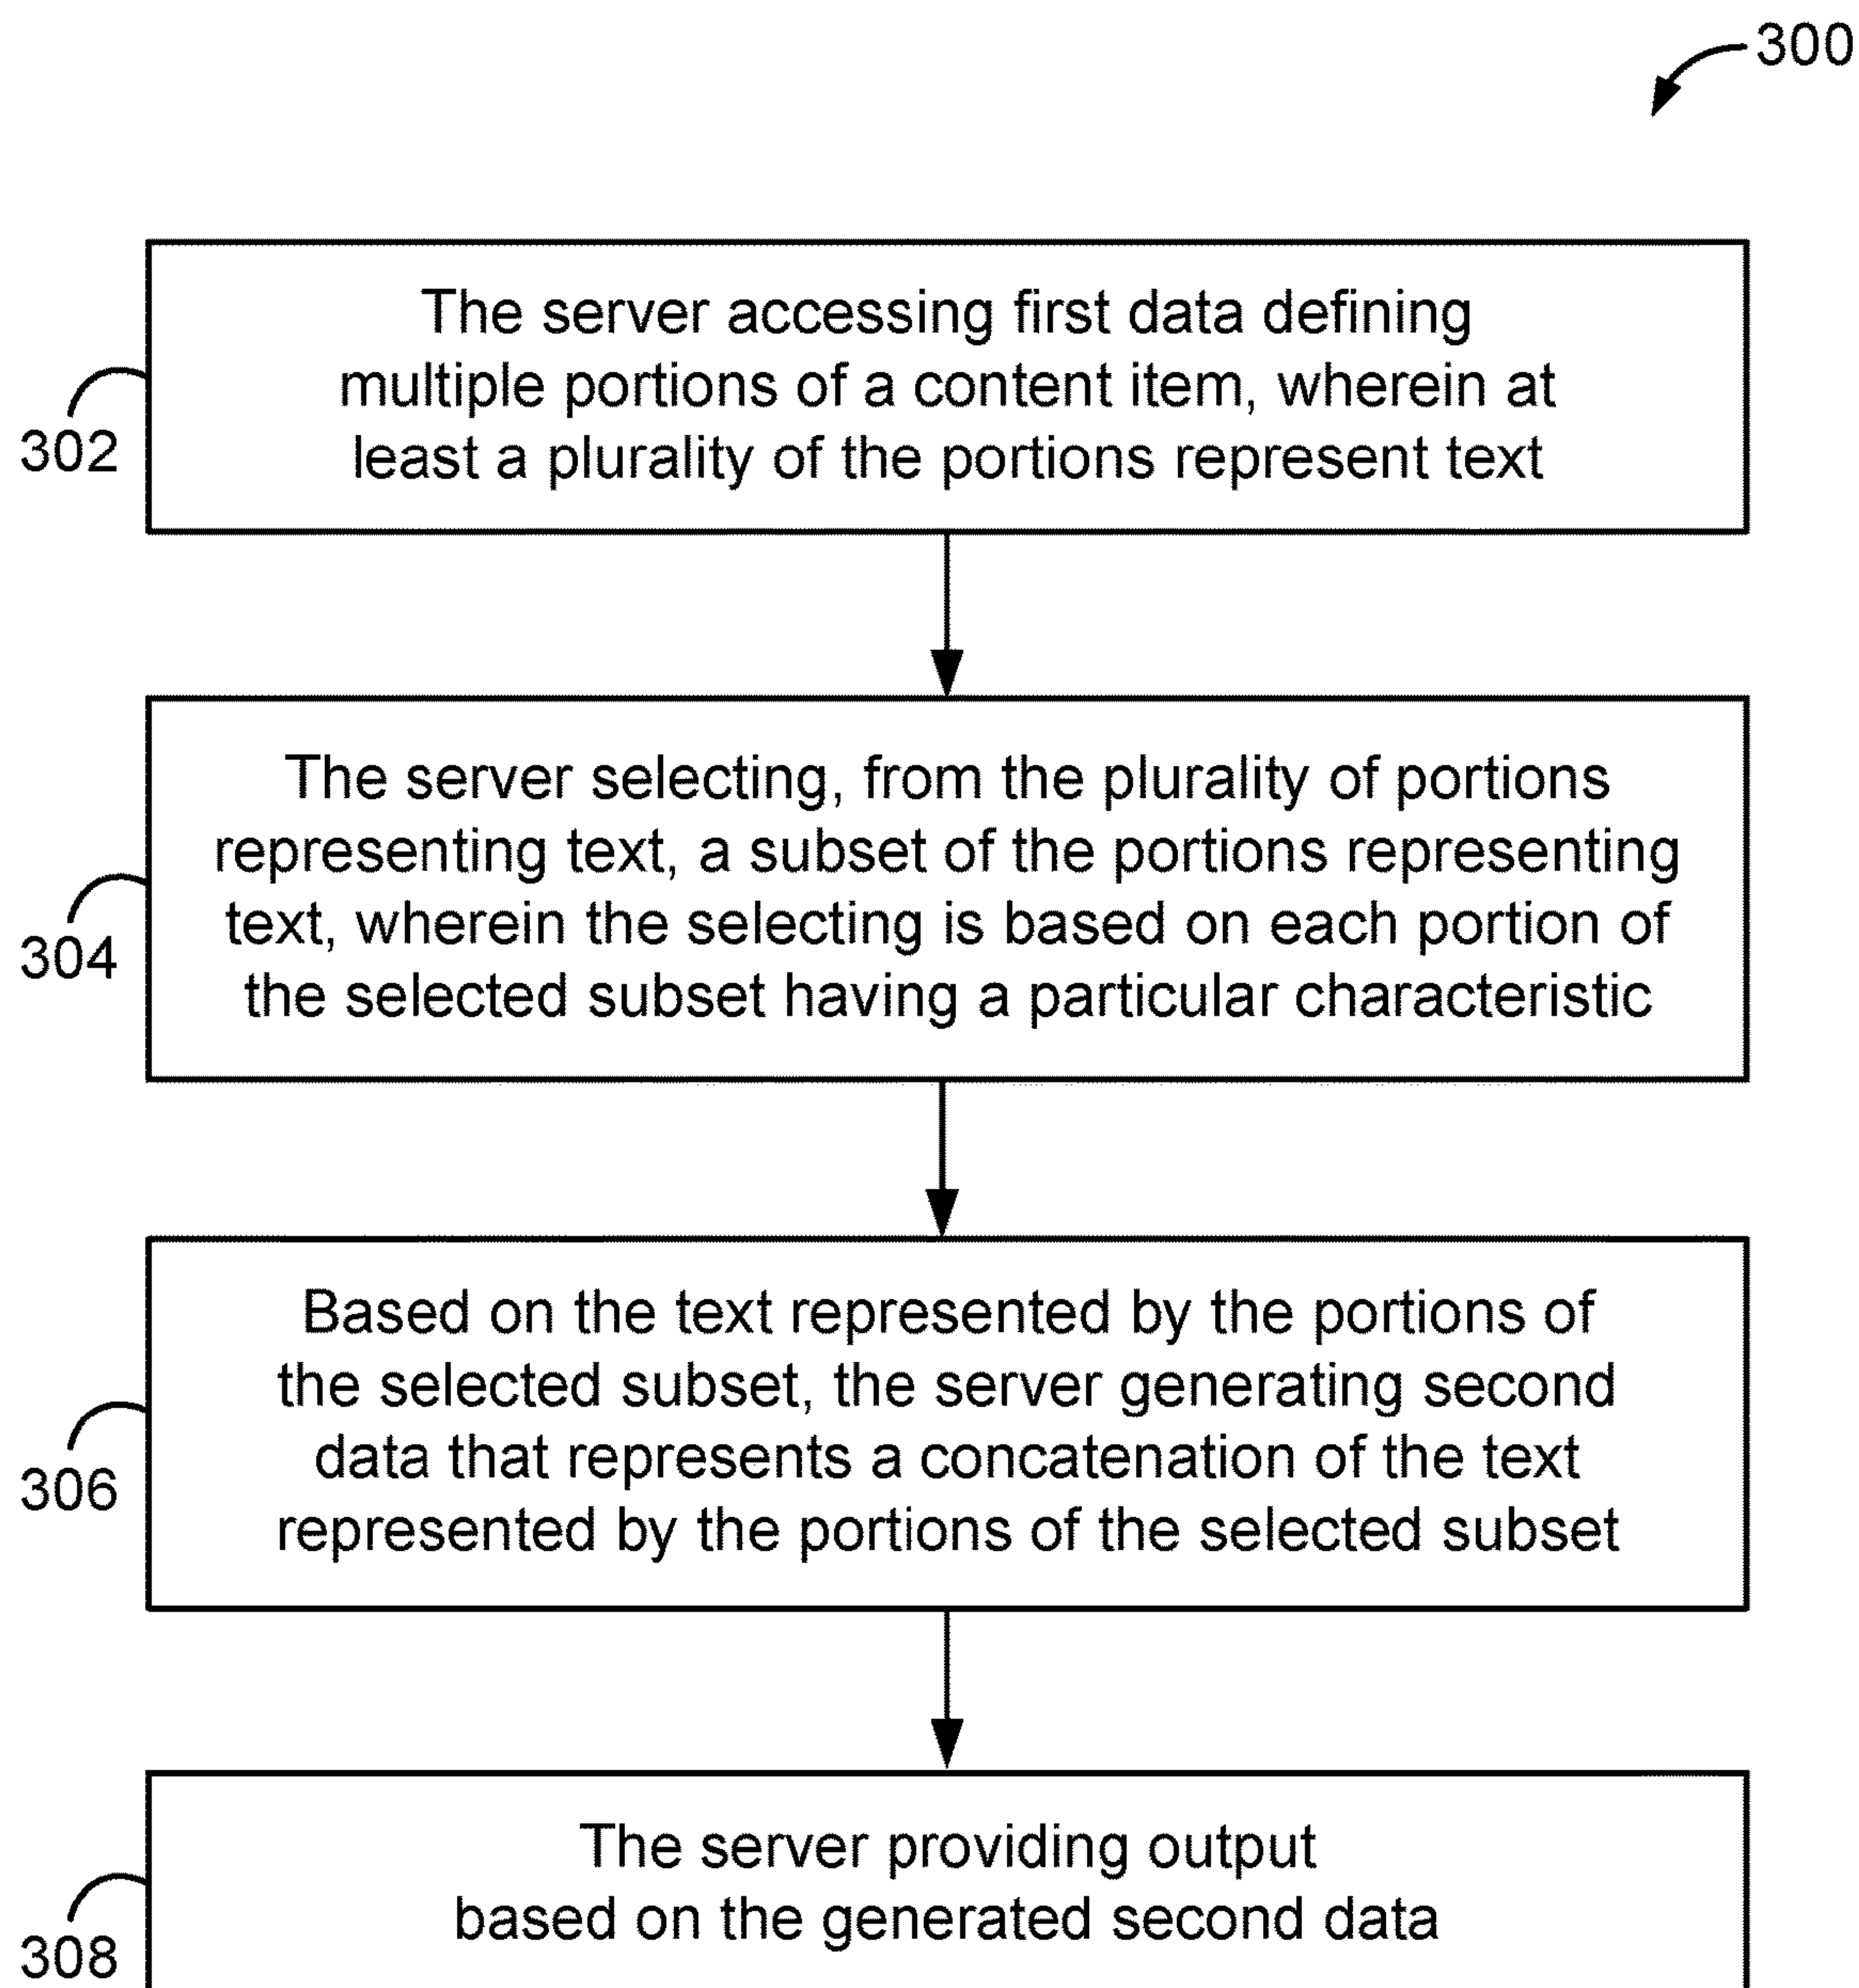 300
The server accessing first data defining
multiple portions of a content item, wherein at
least a plurality of the portions represent text
302
The server selecting, from the plurality of portions
representing text, a subset of the portions representing
text, wherein the selecting is based on each portion of
the selected subset having a particular characteristic
304
Based on the text represented by the portions of
the selected subset, the server generating second
data that represents a concatenation of the text
represented by the portions of the selected subset
306
The server providing output
based on the generated second data
308